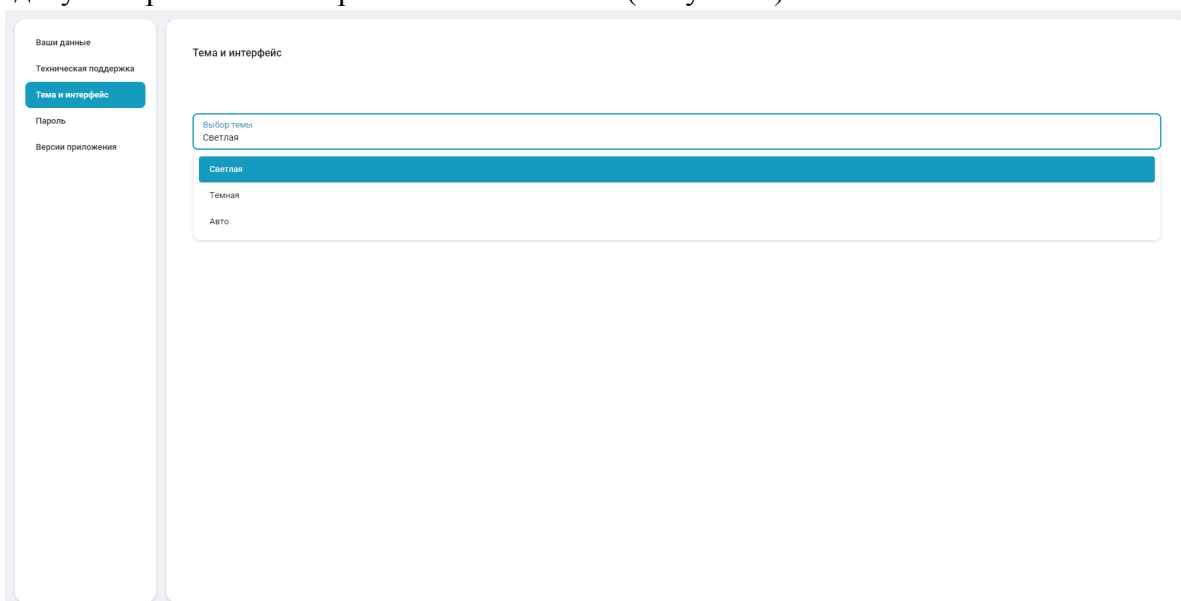 Ваши данные
Техническая поддержка
Тема и интерфейс
Пароль
Версии приложения
Тема и интерфейс
Выбор темы
Светлая
Светлая
Темная
Авто